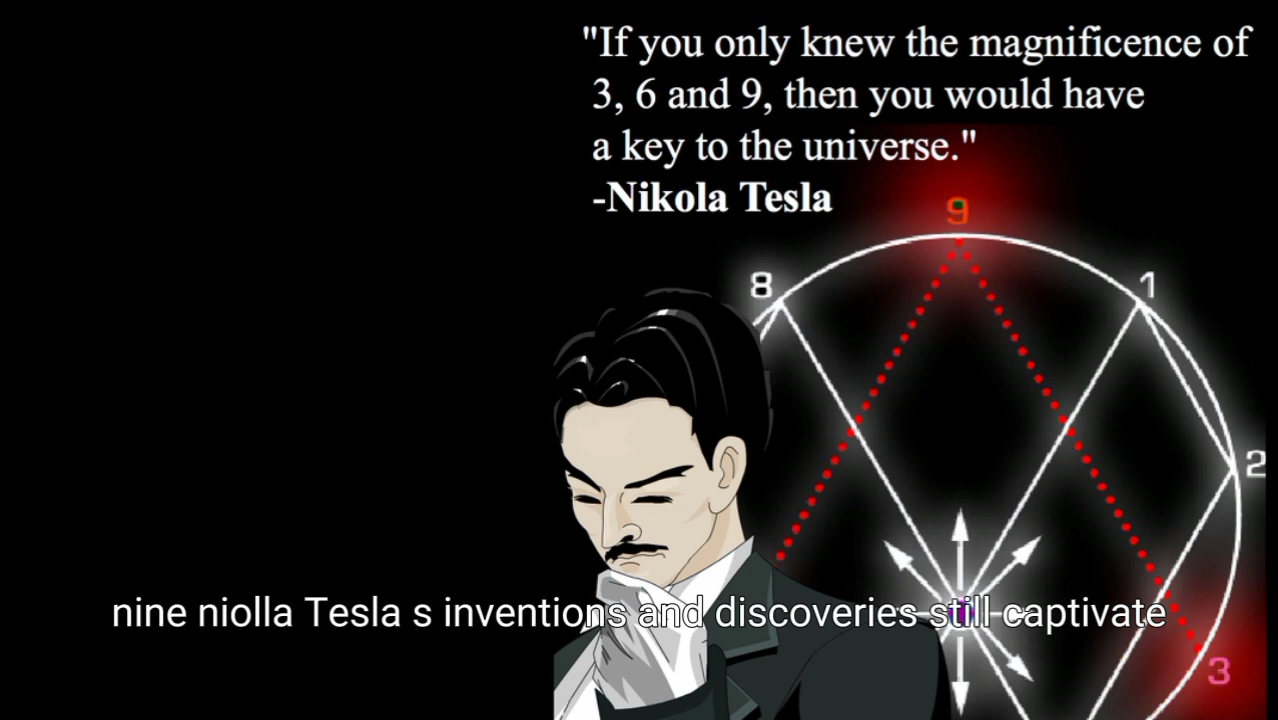 "If you only knew the magnificence of
3, 6 and 9, then you would have
a key to the universe."
-Nikola Tesla
9
8
1
2
nine niolla Tesla s inventions and discoveries still captivate
3